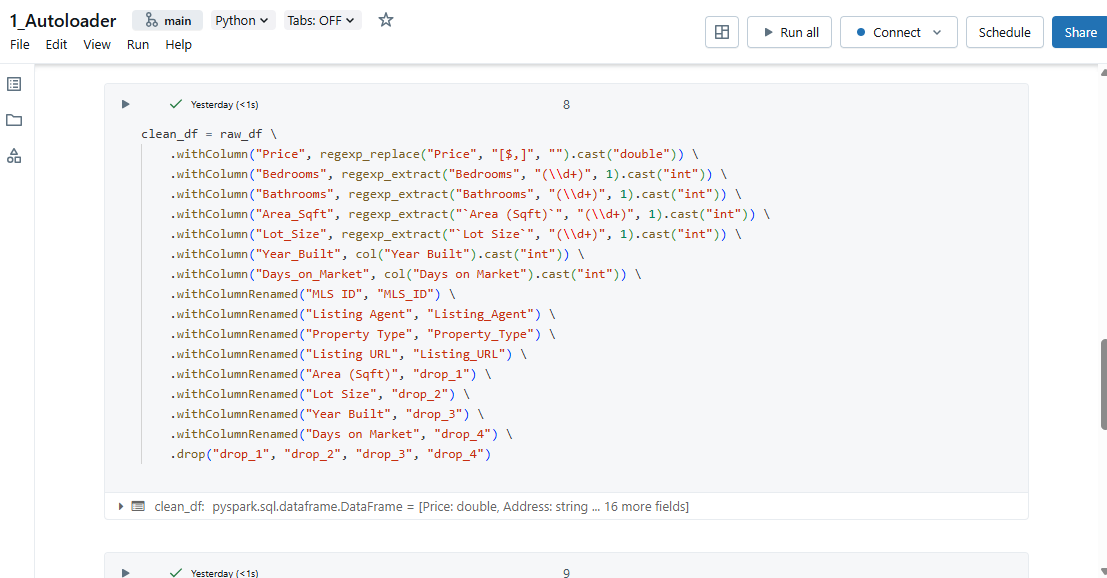 1_Autoloader main Python Tabs: OFF
File Edit View Run Help
Run all Connect Schedule Share
Yesterday (<1s) 8
clean_df = raw_df \
.withColumn("Price", regexp_replace("Price", "[$,]", "").cast("double")) \
.withColumn("Bedrooms", regexp_extract("Bedrooms", "(\\d+)", 1).cast("int")) \
.withColumn("Bathrooms", regexp_extract("Bathrooms", "(\\d+)", 1).cast("int")) \
.withColumn("Area_Sqft", regexp_extract("`Area (Sqft)`", "(\\d+)", 1).cast("int")) \
.withColumn("Lot_Size", regexp_extract("`Lot Size`", "(\\d+)", 1).cast("int")) \
.withColumn("Year_Built", col("Year Built").cast("int")) \
.withColumn("Days_on_Market", col("Days on Market").cast("int")) \
.withColumnRenamed("MLS ID", "MLS_ID") \
.withColumnRenamed("Listing Agent", "Listing_Agent") \
.withColumnRenamed("Property Type", "Property_Type") \
.withColumnRenamed("Listing URL", "Listing_URL") \
.withColumnRenamed("Area (Sqft)", "drop_1") \
.withColumnRenamed("Lot Size", "drop_2") \
.withColumnRenamed("Year Built", "drop_3") \
.withColumnRenamed("Days on Market", "drop_4") \
.drop("drop_1", "drop_2", "drop_3", "drop_4")
clean_df: pyspark.sql.dataframe.DataFrame = [Price: double, Address: string ... 16 more fields]
Yesterday (<1s) 9